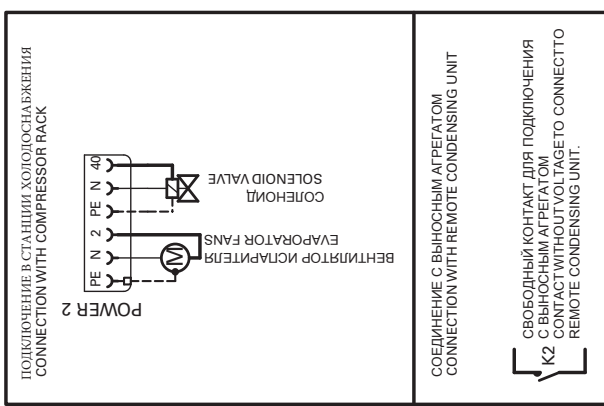 ПОДКЛЮЧЕНИЕ В СТАНЦИИ ХОЛОДОСНАБЖЕНИЯ
CONNECTION WITH COMPRESSOR RACK
POWER 2
PE N 2 PE N 40
M
ВЕНТИЛЯТОР ИСПАРИТЕЛЯ
EVAPORATOR FANS
СОЛЕНОИД
SOLENOID VALVE
СОЕДИНЕНИЕ С ВЫНОСНЫМ АГРЕГАТОМ
CONNECTION WITH REMOTE CONDENSING UNIT
K2
СВОБОДНЫЙ КОНТАКТ ДЛЯ ПОДКЛЮЧЕНИЯ
С ВЫНОСНЫМ АГРЕГАТОМ
CONTACT WITHOUT VOLTAGE TO CONNECT TO
REMOTE CONDENSING UNIT.